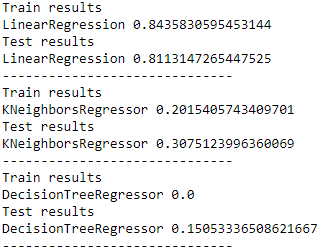 Train results
LinearRegression 0.8435830595453144
Test results
LinearRegression 0.8113147265447525
------------------------------
Train results
KNeighborsRegressor 0.2015405743409701
Test results
KNeighborsRegressor 0.3075123996360069
------------------------------
Train results
DecisionTreeRegressor 0.0
Test results
DecisionTreeRegressor 0.15053336508621667
------------------------------